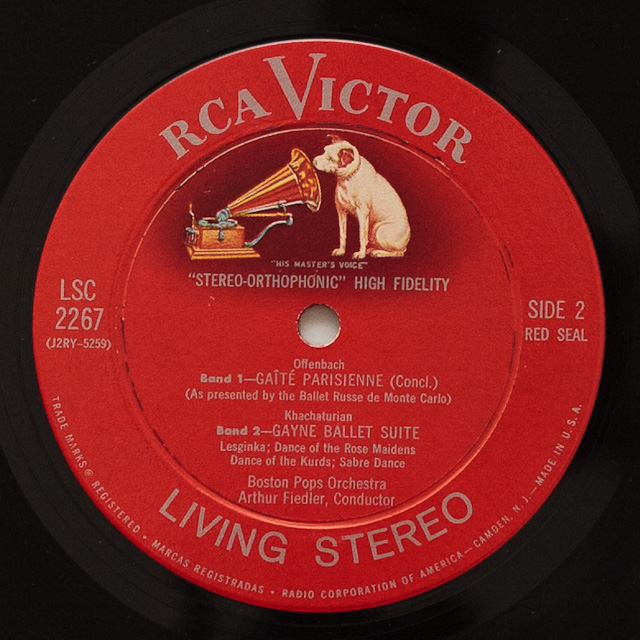 RCA VICTOR
"HIS MASTER'S VOICE"
"STEREO-ORTHOPHONIC" HIGH FIDELITY
LSC
2267
(J2RY-5259)
SIDE 2
RED SEAL
Offenbach
Band 1—GAÎTÉ PARISIENNE (Concl.)
(As presented by the Ballet Russe de Monte Carlo)
Khachaturian
Band 2—GAYNE BALLET SUITE
Lesginka; Dance of the Rose Maidens
Dance of the Kurds; Sabre Dance
Boston Pops Orchestra
Arthur Fiedler, Conductor
LIVING STEREO
TRADE MARKS ® REGISTERED • MARCAS REGISTRADAS • RADIO CORPORATION OF AMERICA—CAMDEN, N. J.—MADE IN U.S.A.